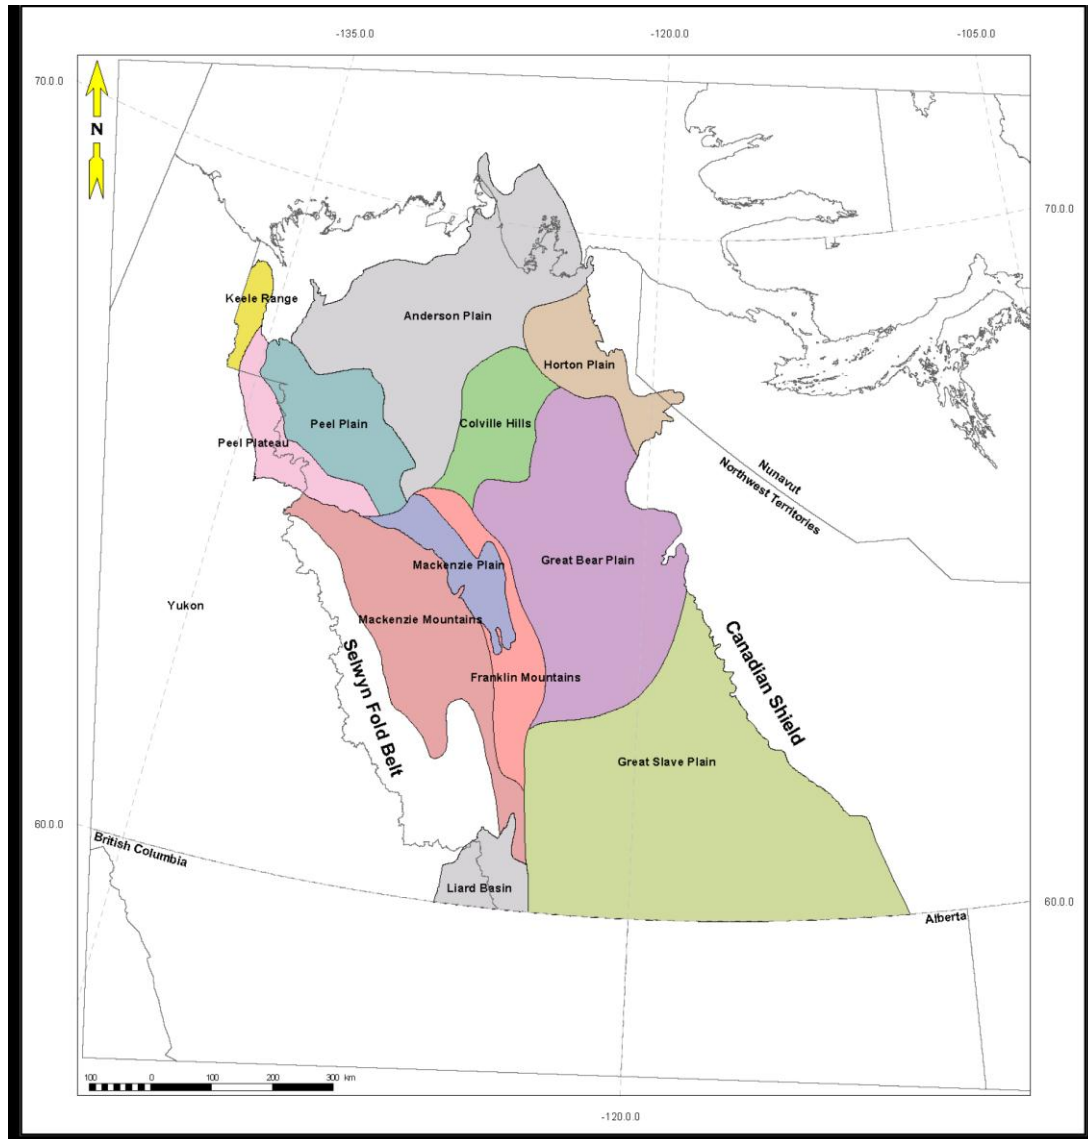 -135.0.0
-120.0.0
-105.0.0
70.0.0
N
70.0.0
Keele Range
Anderson Plain
Horton Plain
Peel Plain
Colville Hills
Peel Plateau
Nunavut
Northwest Territories
Great Bear Plain
Mackenzie Plain
Yukon
Mackenzie Mountains
Selwyn Fold Belt
Canadian Shield
Franklin Mountains
Great Slave Plain
60.0.0
British Columbia
Liard Basin
60.0.0
Alberta
100 0 100 200 300 km
-120.0.0